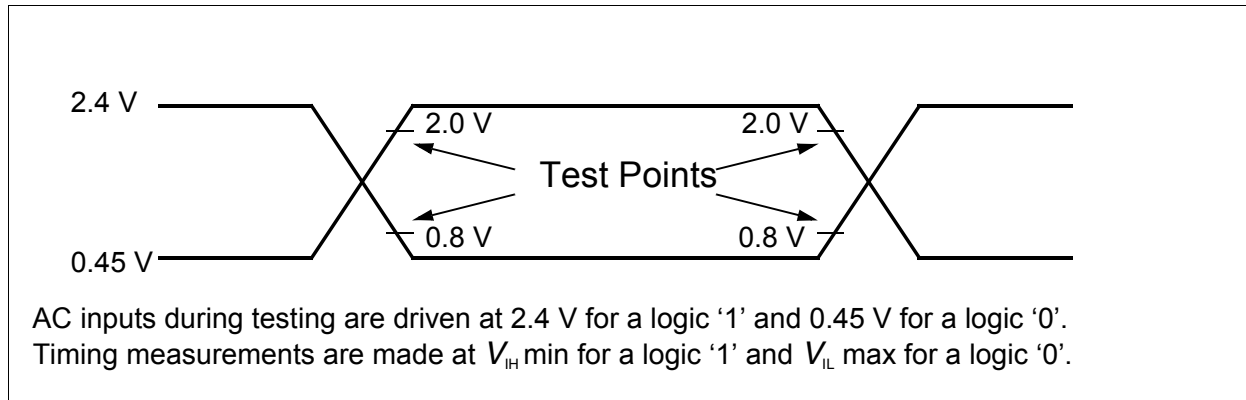 2.4 V
2.0 V
2.0 V
Test Points
0.8 V
0.8 V
0.45 V
AC inputs during testing are driven at 2.4 V for a logic ‘1’ and 0.45 V for a logic ‘0’.
Timing measurements are made at VIH min for a logic ‘1’ and VIL max for a logic ‘0’.